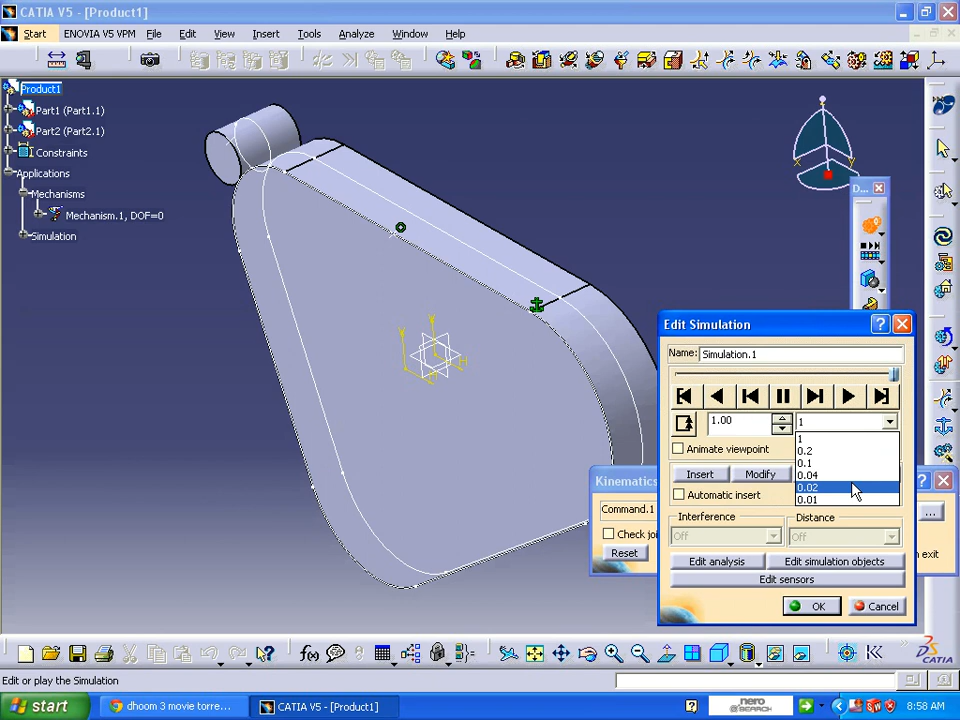 CATIA V5 - [Product1]
Start ENOVIA V5 VPM File Edit View Insert Tools Analyze Window Help
Product1
Part1 (Part1.1)
Part2 (Part2.1)
Constraints
Applications
Mechanisms
Mechanism.1, DOF=0
Simulation
D...
Edit Simulation
Name: Simulation.1
1.00 1
Animate viewpoint
1
0.2
0.1
0.04
0.02
0.01
Insert Modify
Automatic insert
Interference Distance
Off Off
Edit analysis Edit simulation objects
Edit sensors
OK Cancel
Kinematics
Command.1 ...
Check joi
Reset
n exit
f(x)
CATIA
Edit or play the Simulation
start dhoom 3 movie torre... CATIA V5 - [Product1] nero SEARCH 8:58 AM